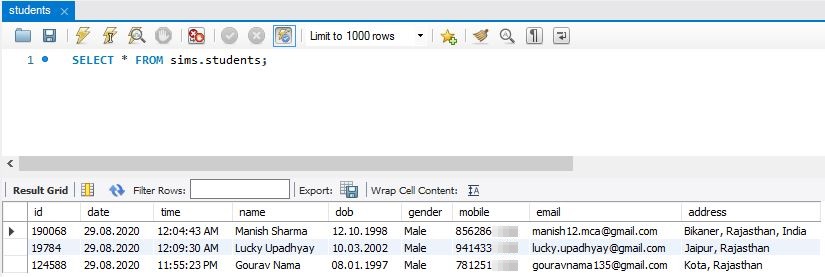 students ×
Limit to 1000 rows
1 SELECT * FROM sims.students;
Result Grid Filter Rows: Export: Wrap Cell Content:
id date time name dob gender mobile email address
190068 29.08.2020 12:04:43 AM Manish Sharma 12.10.1998 Male 856286 manish12.mca@gmail.com Bikaner, Rajasthan, India
19784 29.08.2020 12:09:30 AM Lucky Upadhyay 10.03.2002 Male 941433 lucky.upadhyay@gmail.com Jaipur, Rajasthan
124588 29.08.2020 11:55:23 PM Gourav Nama 08.01.1997 Male 781251 gouravnama135@gmail.com Kota, Rajasthan